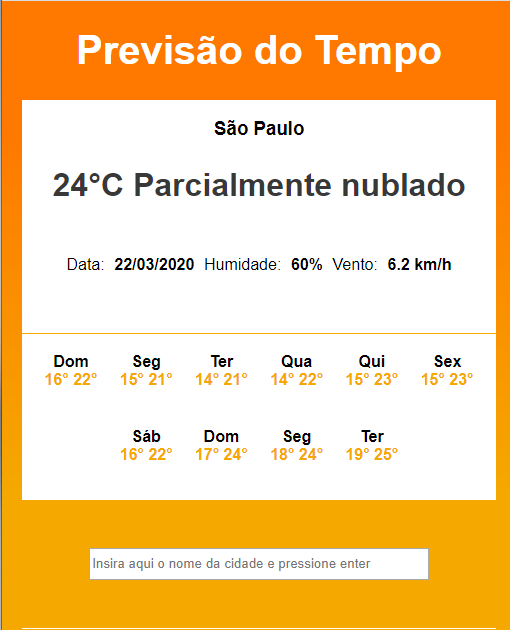 Previsão do Tempo
São Paulo
24°C Parcialmente nublado
Data: 22/03/2020 Humidade: 60% Vento: 6.2 km/h
Dom Seg Ter Qua Qui Sex
16° 22° 15° 21° 14° 21° 14° 22° 15° 23° 15° 23°
Sáb Dom Seg Ter
16° 22° 17° 24° 18° 24° 19° 25°
Insira aqui o nome da cidade e pressione enter